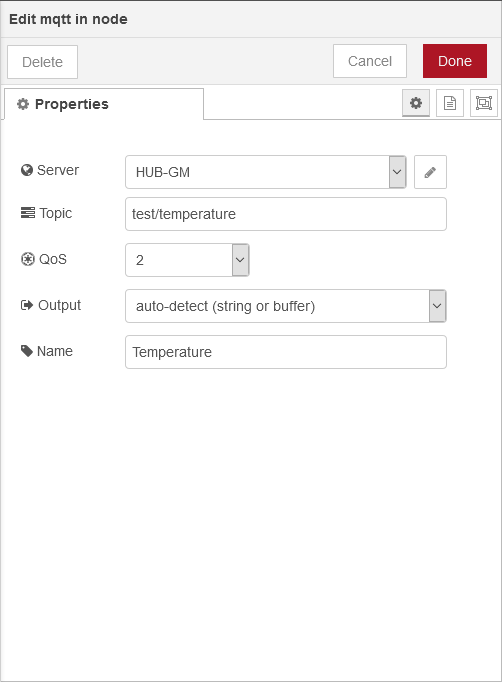 Edit mqtt in node
Delete
Cancel
Done
Properties
Server
HUB-GM
Topic
test/temperature
QoS
2
Output
auto-detect (string or buffer)
Name
Temperature